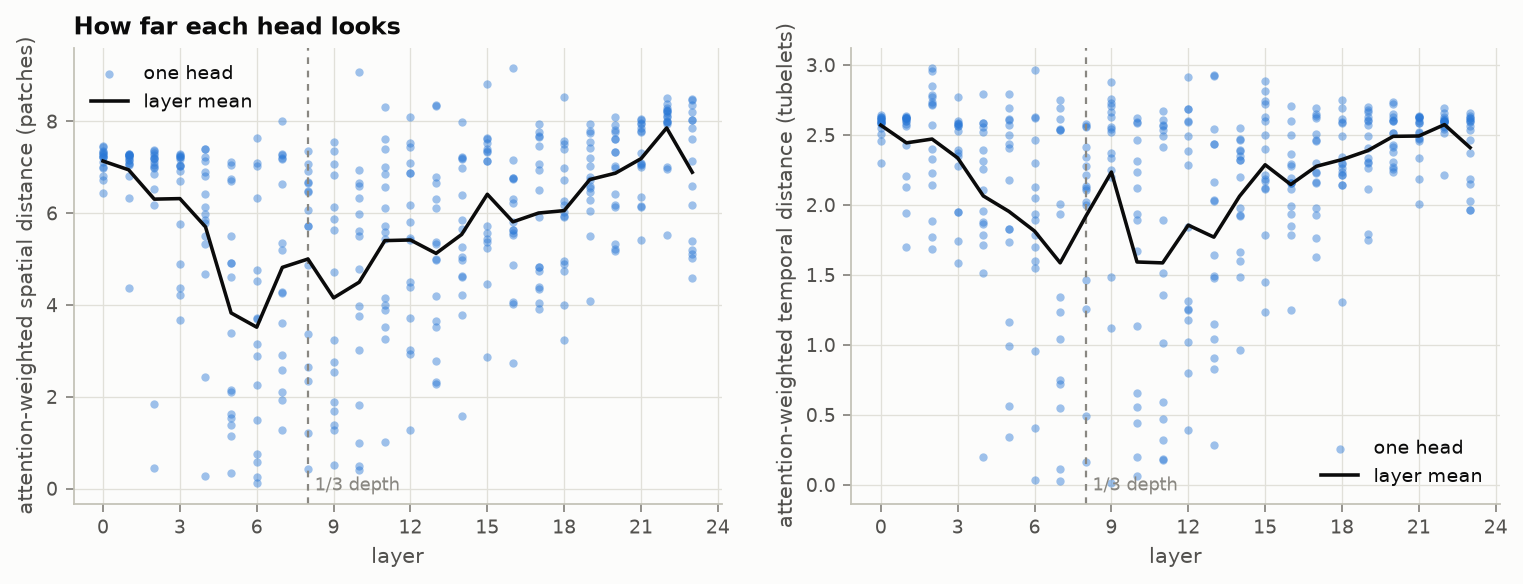 How far each head looks
attention-weighted spatial distance (patches)
one head
layer mean
8
6
4
2
0
1/3 depth
0 3 6 9 12 15 18 21 24
layer
attention-weighted temporal distance (tubelets)
3.0
2.5
2.0
1.5
1.0
0.5
0.0
one head
layer mean
1/3 depth
0 3 6 9 12 15 18 21 24
layer